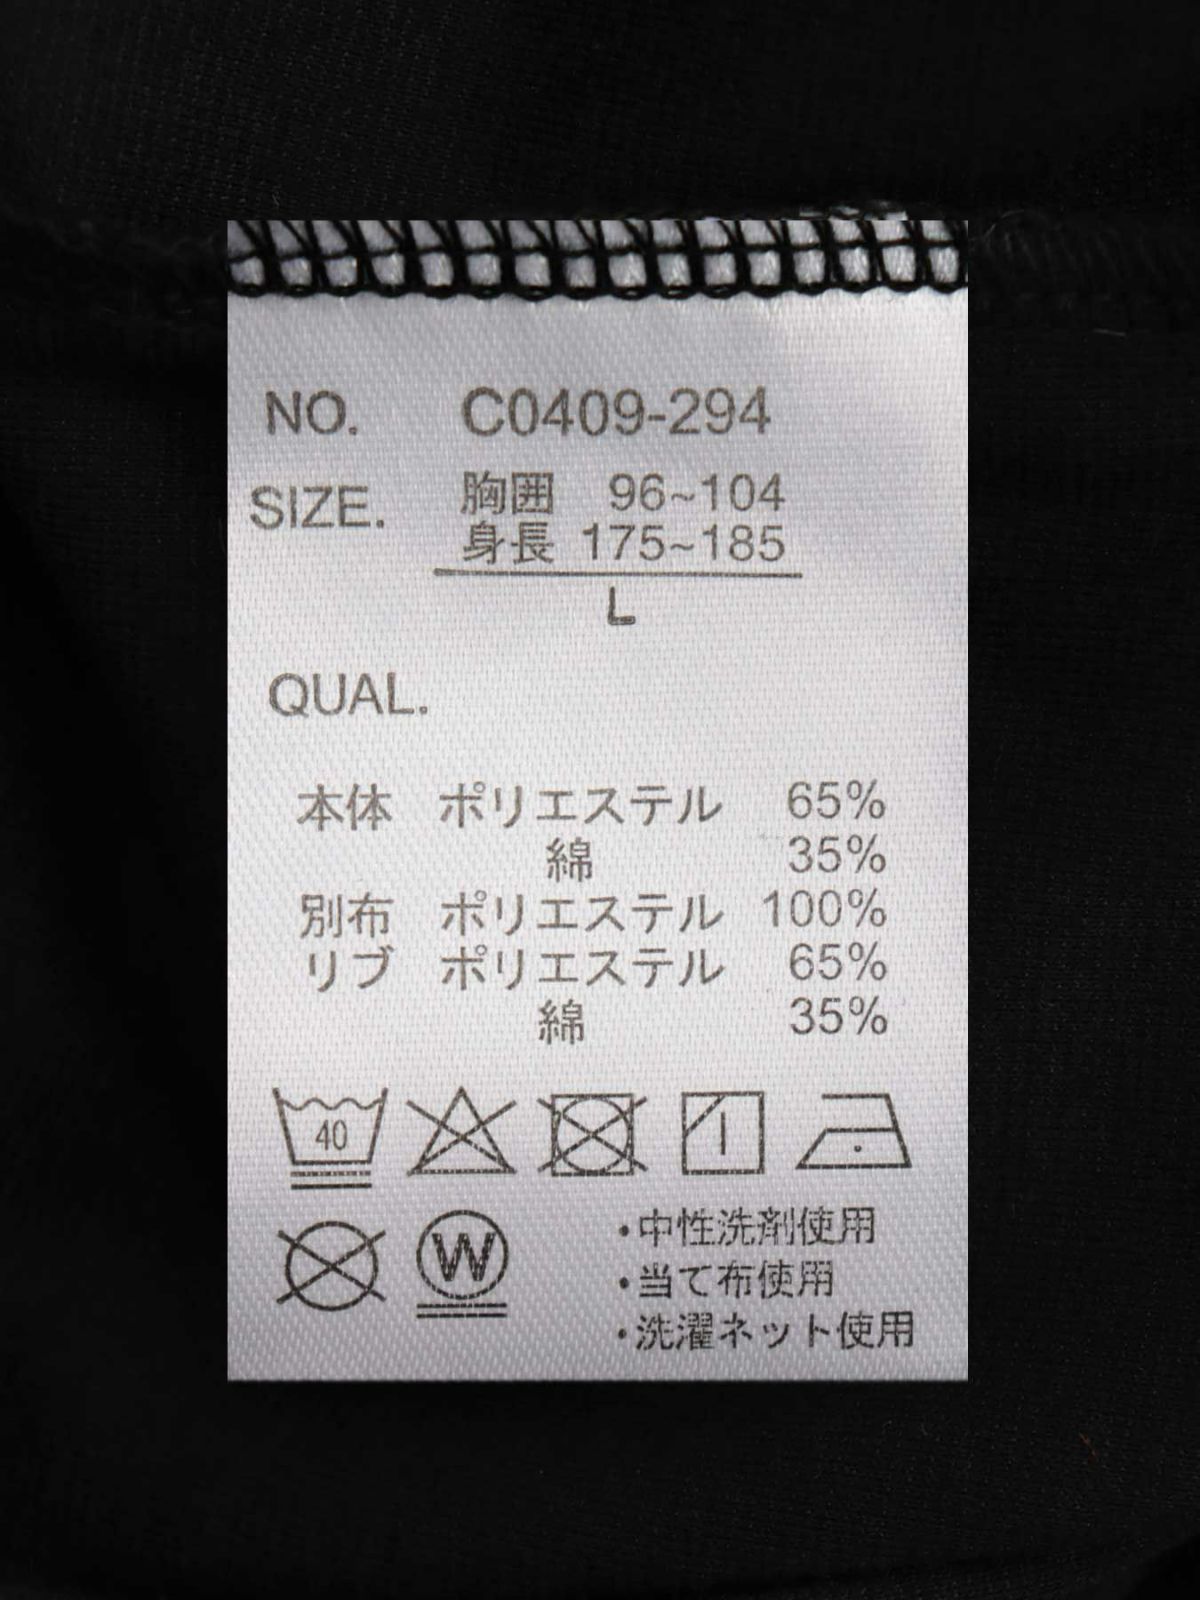 NO. C0409-294
SIZE. 胸囲 96~104
身長 175~185
L
QUAL.
本体 ポリエステル 65%
綿 35%
別布 ポリエステル 100%
リブ ポリエステル 65%
綿 35%
40
W
・中性洗剤使用
・当て布使用
・洗濯ネット使用